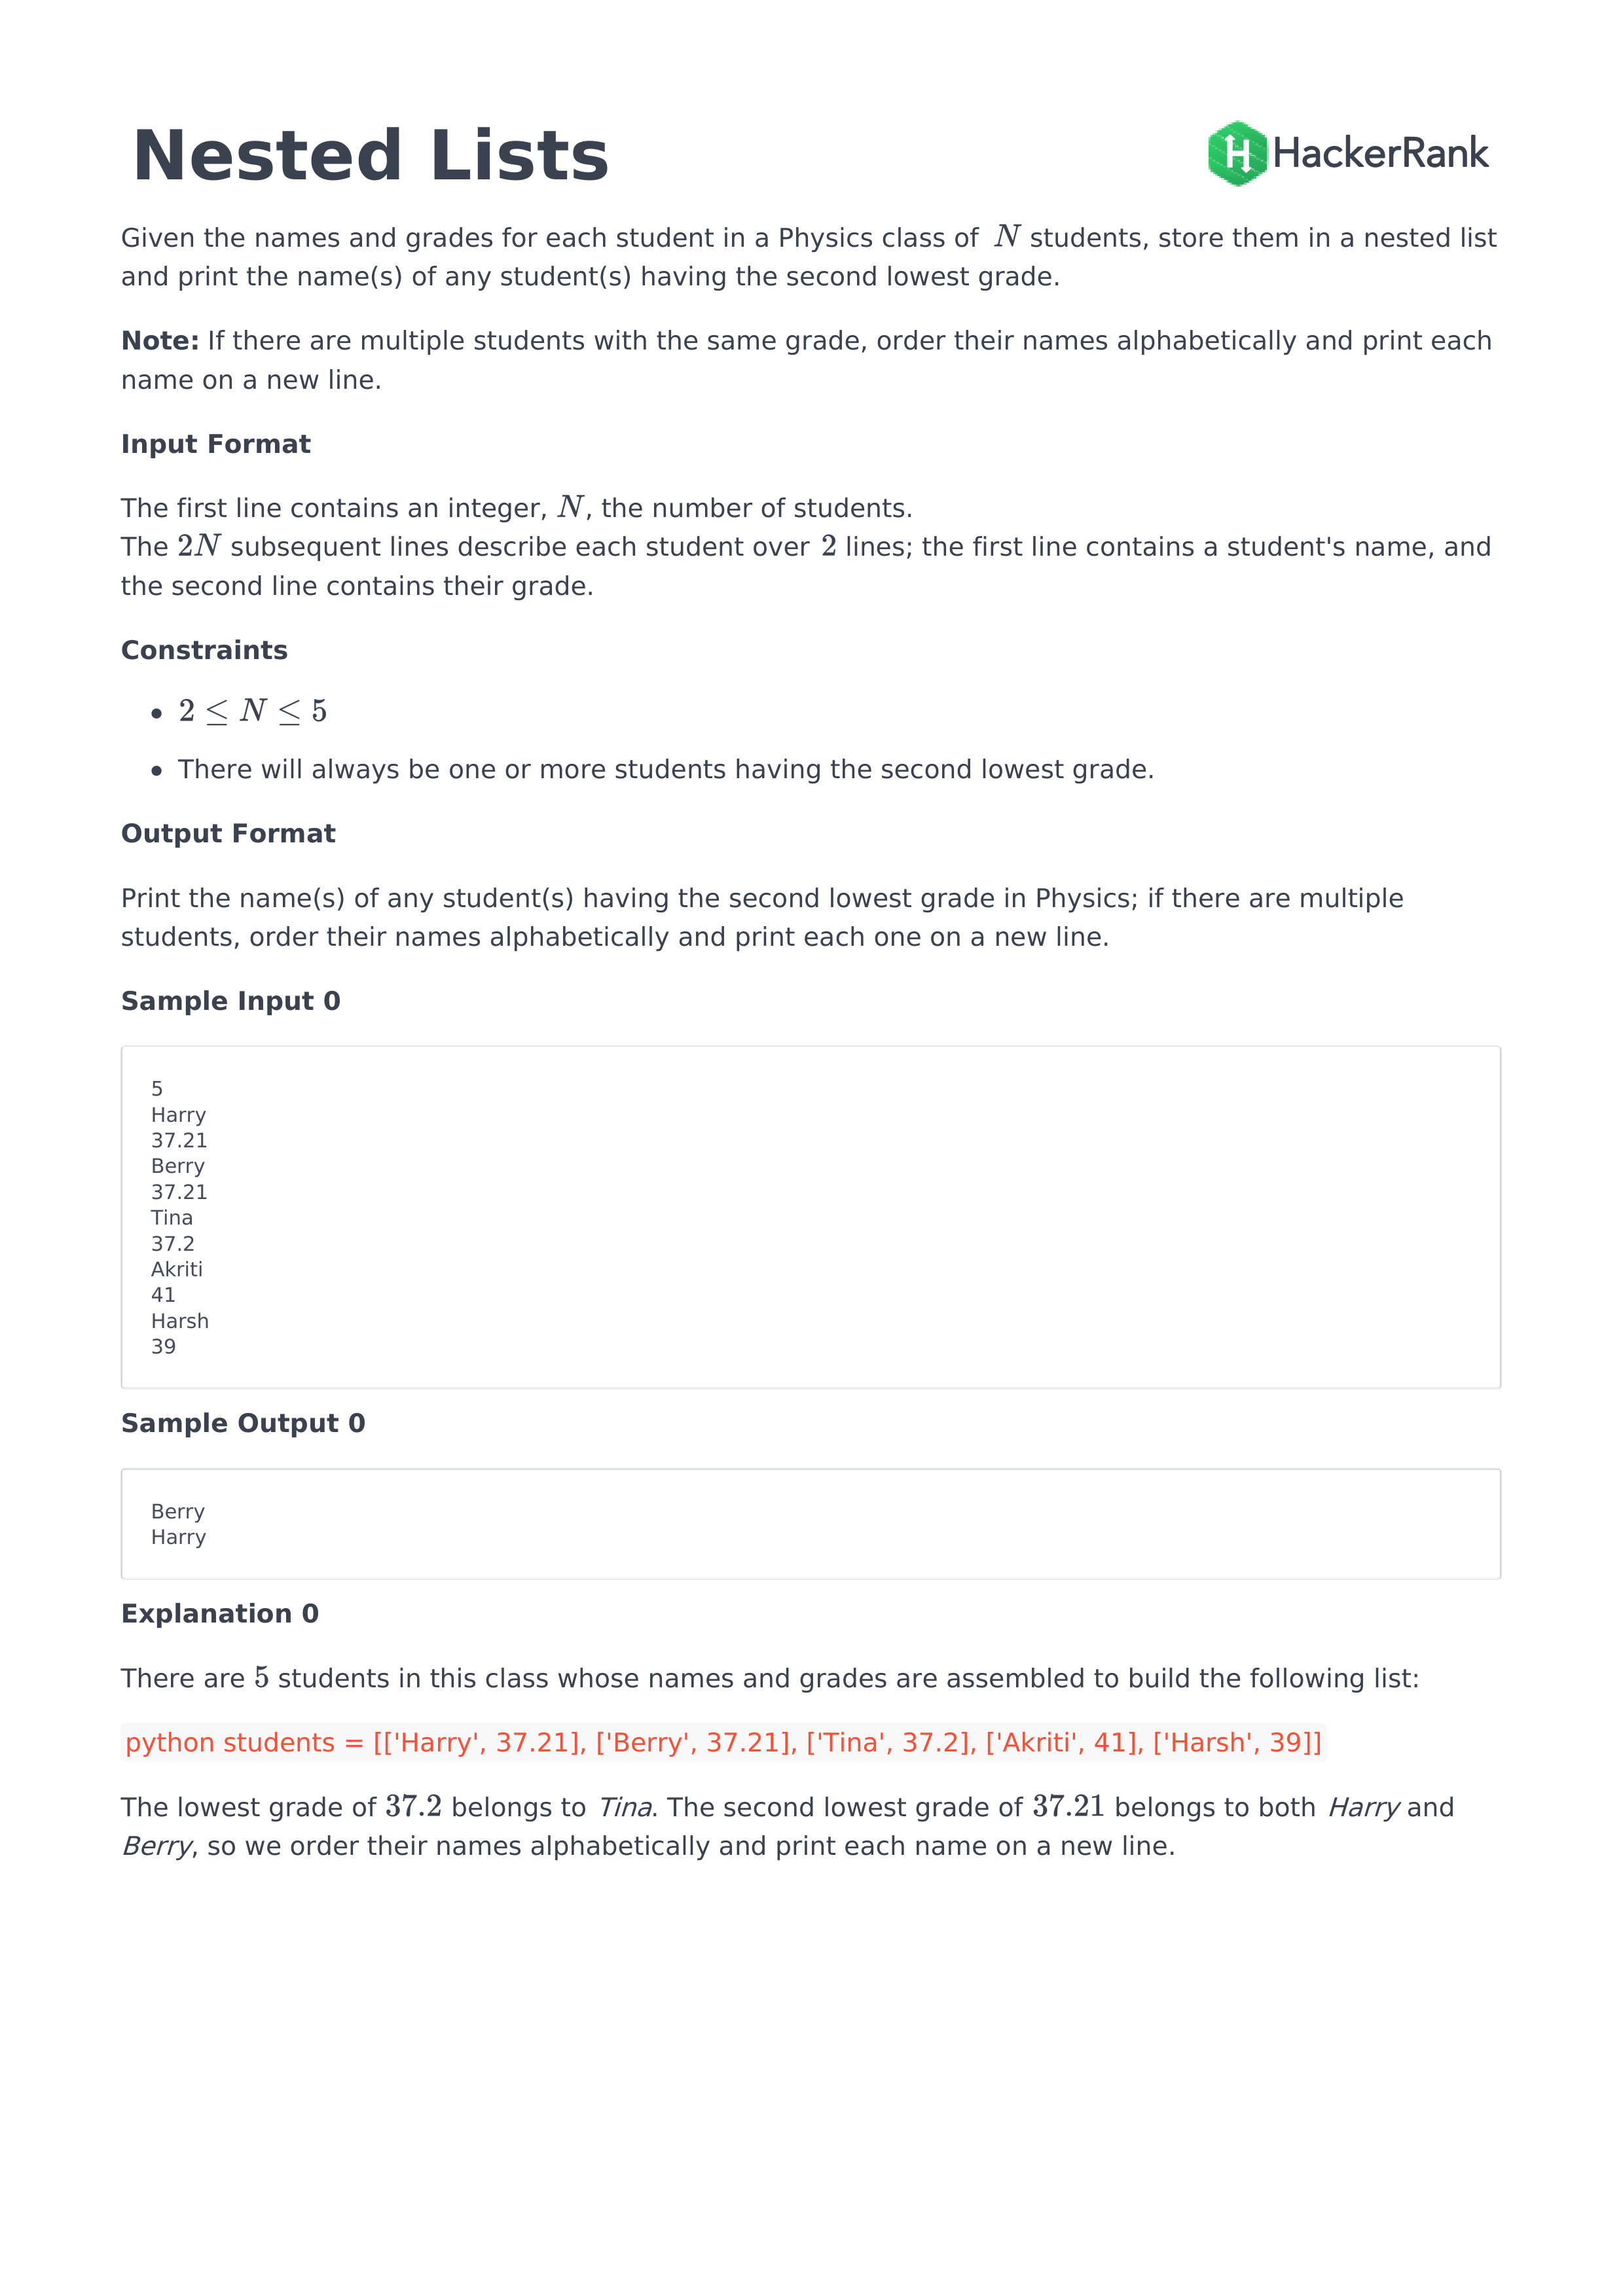 Nested Lists
HackerRank
Given the names and grades for each student in a Physics class of N students, store them in a nested list
and print the name(s) of any student(s) having the second lowest grade.
Note: If there are multiple students with the same grade, order their names alphabetically and print each
name on a new line.
Input Format
The first line contains an integer, N, the number of students.
The 2N subsequent lines describe each student over 2 lines; the first line contains a student's name, and
the second line contains their grade.
Constraints
• 2 ≤ N ≤ 5
• There will always be one or more students having the second lowest grade.
Output Format
Print the name(s) of any student(s) having the second lowest grade in Physics; if there are multiple
students, order their names alphabetically and print each one on a new line.
Sample Input 0
5
Harry
37.21
Berry
37.21
Tina
37.2
Akriti
41
Harsh
39
Sample Output 0
Berry
Harry
Explanation 0
There are 5 students in this class whose names and grades are assembled to build the following list:
python students = [['Harry', 37.21], ['Berry', 37.21], ['Tina', 37.2], ['Akriti', 41], ['Harsh', 39]]
The lowest grade of 37.2 belongs to Tina. The second lowest grade of 37.21 belongs to both Harry and
Berry, so we order their names alphabetically and print each name on a new line.